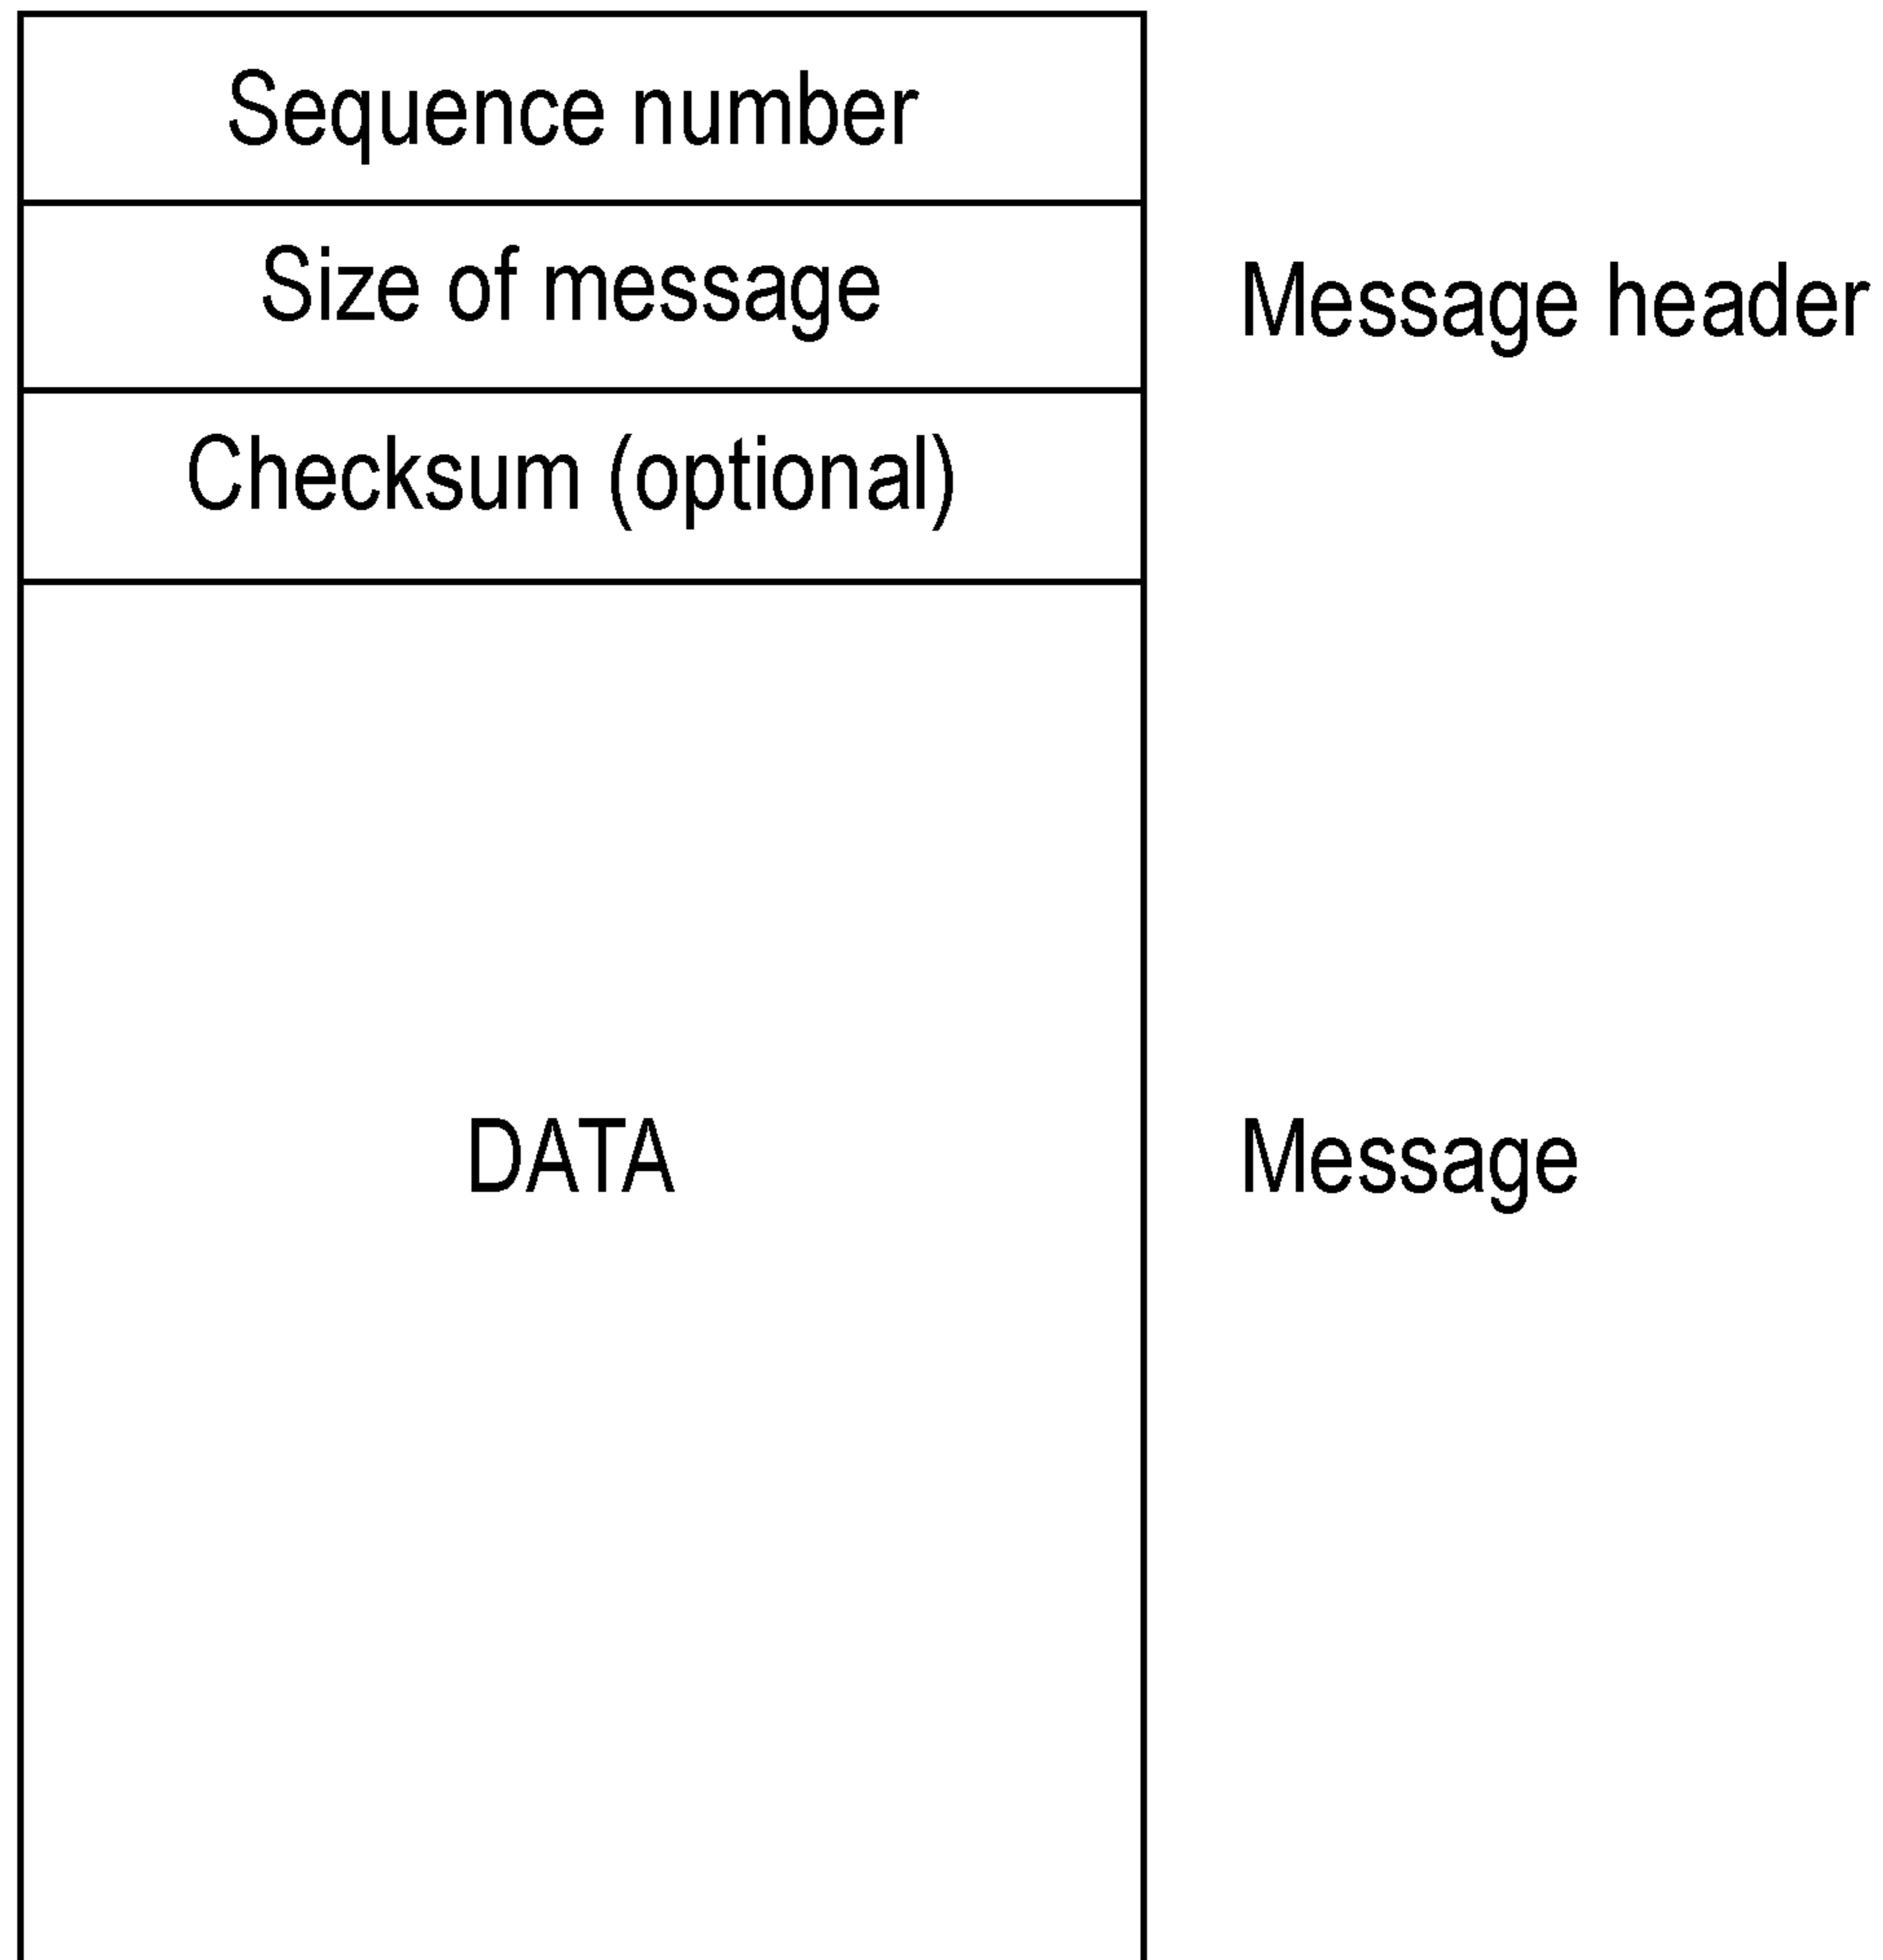 Sequence number
Size of message
Message header
Checksum (optional)
DATA
Message